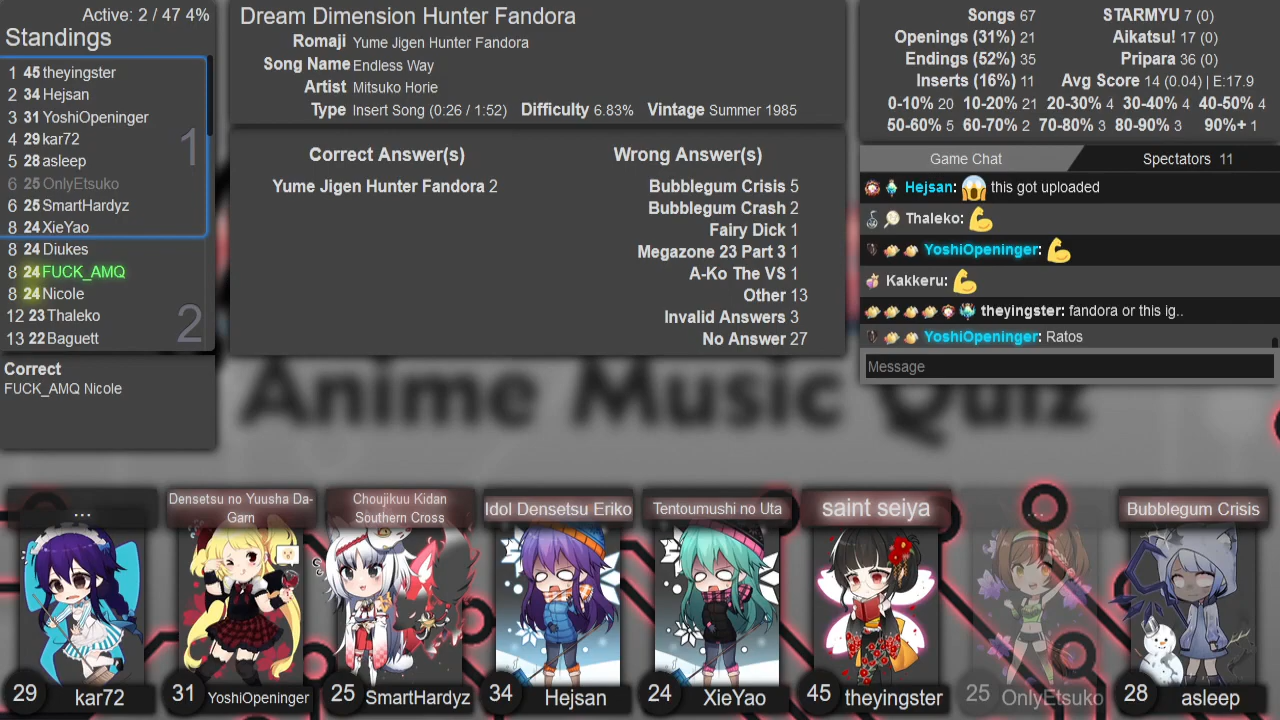 Active: 2 / 47 4%
Standings
1 45 theyingster
2 34 Hejsan
3 31 YoshiOpeninger
4 29 kar72
5 28 asleep
6 25 OnlyEtsuko
6 25 SmartHardyz
8 24 XieYao
1
8 24 Diukes
8 24 FUCK_AMQ
8 24 Nicole
12 23 Thaleko
13 22 Baguett
2
Correct
FUCK_AMQ Nicole
Dream Dimension Hunter Fandora
Romaji Yume Jigen Hunter Fandora
Song Name Endless Way
Artist Mitsuko Horie
Type Insert Song (0:26 / 1:52) Difficulty 6.83% Vintage Summer 1985
Correct Answer(s)
Yume Jigen Hunter Fandora 2
Wrong Answer(s)
Bubblegum Crisis 5
Bubblegum Crash 2
Fairy Dick 1
Megazone 23 Part 3 1
A-Ko The VS 1
Other 13
Invalid Answers 3
No Answer 27
Songs 67 STARMYU 7 (0)
Openings (31%) 21 Aikatsu! 17 (0)
Endings (52%) 35 Pripara 36 (0)
Inserts (16%) 11 Avg Score 14 (0.04) | E:17.9
0-10% 20 10-20% 21 20-30% 4 30-40% 4 40-50% 4
50-60% 5 60-70% 2 70-80% 3 80-90% 3 90%+ 1
Game Chat Spectators 11
Hejsan: this got uploaded
Thaleko:
YoshiOpeninger:
Kakkeru:
theyingster: fandora or this ig..
YoshiOpeninger: Ratos
Message
Anime Music Quiz
...
Densetsu no Yuusha Da-
Garn
Choujikuu Kidan
Southern Cross
Idol Densetsu Eriko
Tentoumushi no Uta
saint seiya
...
Bubblegum Crisis
29 kar72
31 YoshiOpeninger
25 SmartHardyz
34 Hejsan
24 XieYao
45 theyingster
25 OnlyEtsuko
28 asleep